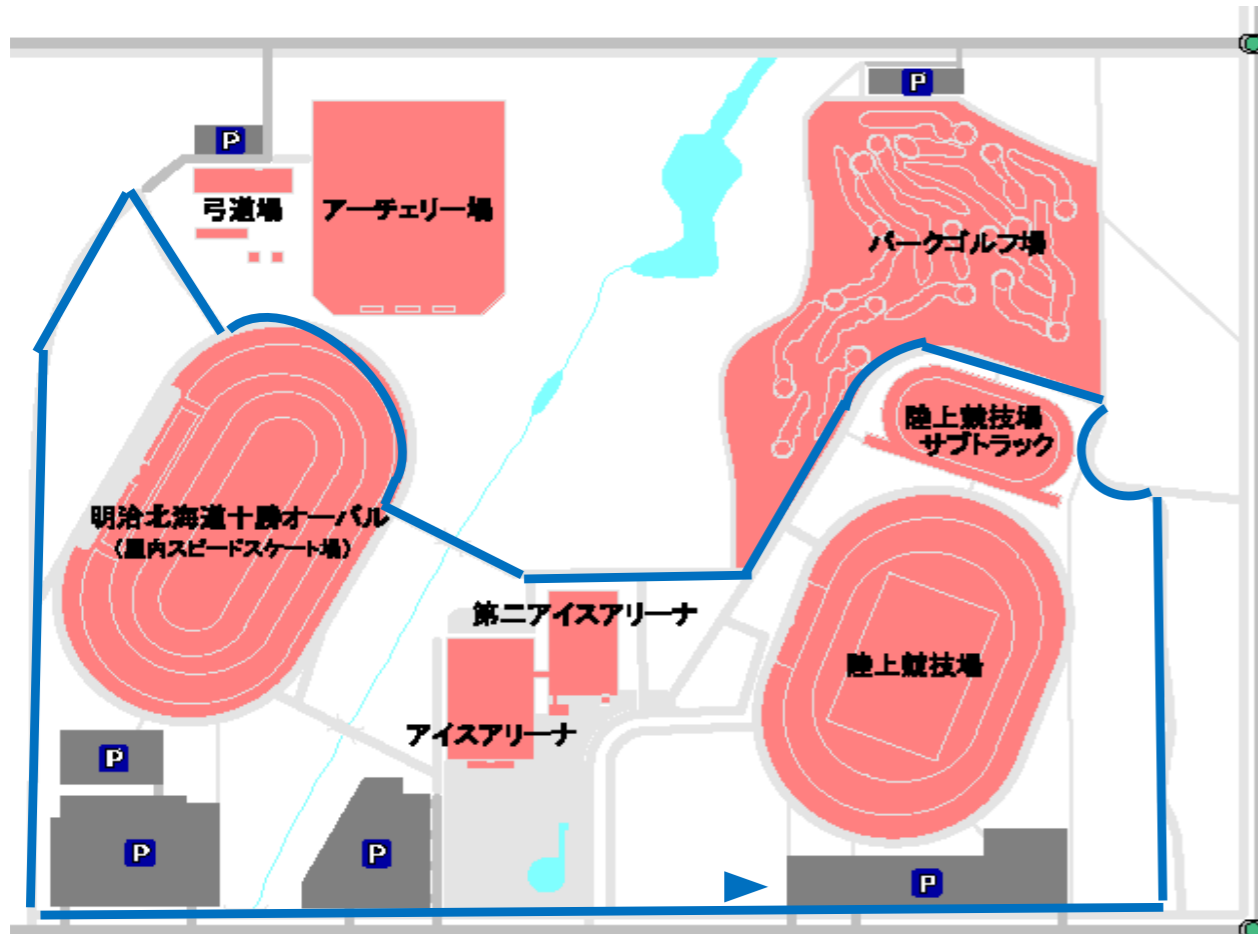 P
P
弓道場
アーチェリー場
パークゴルフ場
陸上競技場
サブトラック
明治北海道十勝オーバル
(屋内スピードスケート場)
第二アイスアリーナ
陸上競技場
アイスアリーナ
P
P
P
P